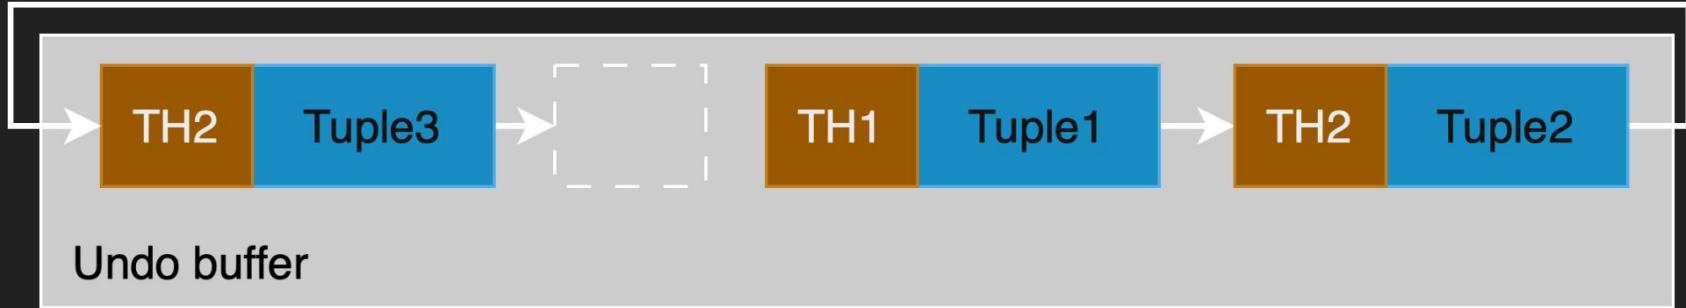 TH2 Tuple3 TH1 Tuple1 TH2 Tuple2
Undo buffer